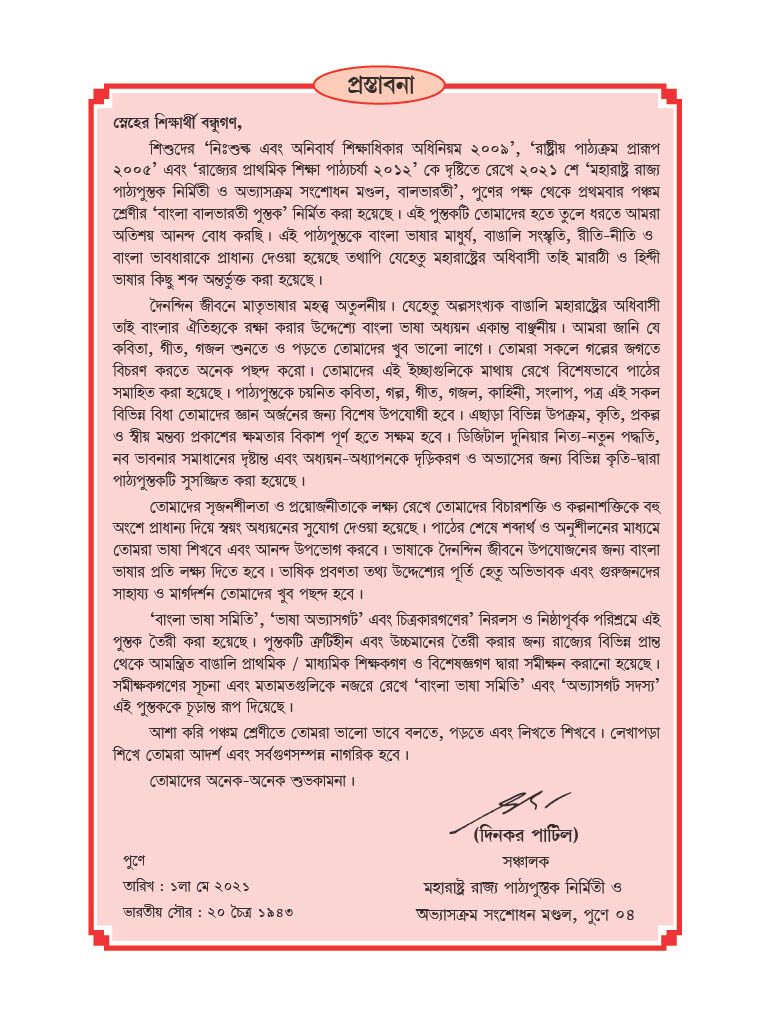 প্রস্তাবনা
স্নেহের শিক্ষার্থী বন্ধুগণ,
শিশুদের ‘নিঃশুল্ক এবং অনিবার্য শিক্ষাধিকার অধিনিয়ম ২০০৯’, ‘রাষ্ট্রীয় পাঠ্যক্রম প্রারূপ
২০০৫’ এবং ‘রাজ্যের প্রাথমিক শিক্ষা পাঠ্যচর্যা ২০১২’ কে দৃষ্টিতে রেখে ২০২১ শে ‘মহারাষ্ট্র রাজ্য
পাঠ্যপুস্তক নির্মিতী ও অভ্যাসক্রম সংশোধন মণ্ডল, বালভারতী’, পুণের পক্ষ থেকে প্রথমবার পঞ্চম
শ্রেণীর ‘বাংলা বালভারতী পুস্তক’ নির্মিত করা হয়েছে। এই পুস্তকটি তোমাদের হতে তুলে ধরতে আমরা
অতিশয় আনন্দ বোধ করছি। এই পাঠ্যপুস্তকে বাংলা ভাষার মাধুর্য, বাঙালি সংস্কৃতি, রীতি-নীতি ও
বাংলা ভাবধারাকে প্রাধান্য দেওয়া হয়েছে তথাপি যেহেতু মহারাষ্ট্রের অধিবাসী তাই মারাঠী ও হিন্দী
ভাষার কিছু শব্দ অন্তর্ভুক্ত করা হয়েছে।
দৈনন্দিন জীবনে মাতৃভাষার মহত্ত্ব অতুলনীয়। যেহেতু অল্পসংখ্যক বাঙালি মহারাষ্ট্রের অধিবাসী
তাই বাংলার ঐতিহ্যকে রক্ষা করার উদ্দেশ্যে বাংলা ভাষা অধ্যয়ন একান্ত বাঞ্ছনীয়। আমরা জানি যে
কবিতা, গীত, গজল শুনতে ও পড়তে তোমাদের খুব ভালো লাগে। তোমরা সকলে গল্পের জগতে
বিচরণ করতে অনেক পছন্দ করো। তোমাদের এই ইচ্ছাগুলিকে মাথায় রেখে বিশেষভাবে পাঠের
সমাহিত করা হয়েছে। পাঠ্যপুস্তকে চয়নিত কবিতা, গল্প, গীত, গজল, কাহিনী, সংলাপ, পত্র এই সকল
বিভিন্ন বিধা তোমাদের জ্ঞান অর্জনের জন্য বিশেষ উপযোগী হবে। এছাড়া বিভিন্ন উপক্রম, কৃতি, প্রকল্প
ও স্বীয় মন্তব্য প্রকাশের ক্ষমতার বিকাশ পূর্ণ হতে সক্ষম হবে। ডিজিটাল দুনিয়ার নিত্য-নতুন পদ্ধতি,
নব ভাবনার সমাধানের দৃষ্টান্ত এবং অধ্যয়ন-অধ্যাপনকে দৃড়িকরণ ও অভ্যাসের জন্য বিভিন্ন কৃতি-দ্বারা
পাঠ্যপুস্তকটি সুসজ্জিত করা হয়েছে।
তোমাদের সৃজনশীলতা ও প্রয়োজনীতাকে লক্ষ্য রেখে তোমাদের বিচারশক্তি ও কল্পনাশক্তিকে বহু
অংশে প্রাধান্য দিয়ে স্বয়ং অধ্যয়নের সুযোগ দেওয়া হয়েছে। পাঠের শেষে শব্দার্থ ও অনুশীলনের মাধ্যমে
তোমরা ভাষা শিখবে এবং আনন্দ উপভোগ করবে। ভাষাকে দৈনন্দিন জীবনে উপযোজনের জন্য বাংলা
ভাষার প্রতি লক্ষ্য দিতে হবে। ভাষিক প্রবণতা তথ্য উদ্দেশ্যের পূর্তি হেতু অভিভাবক এবং গুরুজনদের
সাহায্য ও মার্গদর্শন তোমাদের খুব পছন্দ হবে।
‘বাংলা ভাষা সমিতি’, ‘ভাষা অভ্যাসগট’ এবং চিত্রকারগণের’ নিরলস ও নিষ্ঠাপূর্বক পরিশ্রমে এই
পুস্তক তৈরী করা হয়েছে। পুস্তকটি ত্রুটিহীন এবং উচ্চমানের তৈরী করার জন্য রাজ্যের বিভিন্ন প্রান্ত
থেকে আমন্ত্রিত বাঙালি প্রাথমিক / মাধ্যমিক শিক্ষকগণ ও বিশেষজ্ঞগণ দ্বারা সমীক্ষন করানো হয়েছে।
সমীক্ষকগণের সূচনা এবং মতামতগুলিকে নজরে রেখে ‘বাংলা ভাষা সমিতি’ এবং ‘অভ্যাসগট সদস্য’
এই পুস্তককে চূড়ান্ত রূপ দিয়েছে।
আশা করি পঞ্চম শ্রেণীতে তোমরা ভালো ভাবে বলতে, পড়তে এবং লিখতে শিখবে। লেখাপড়া
শিখে তোমরা আদর্শ এবং সর্বগুণসম্পন্ন নাগরিক হবে।
তোমাদের অনেক-অনেক শুভকামনা।
(দিনকর পাটিল)
পুণে
সঞ্চালক
তারিখ : ১লা মে ২০২১
মহারাষ্ট্র রাজ্য পাঠ্যপুস্তক নির্মিতী ও
ভারতীয় সৌর : ২০ চৈত্র ১৯৪৩
অভ্যাসক্রম সংশোধন মণ্ডল, পুণে ০৪